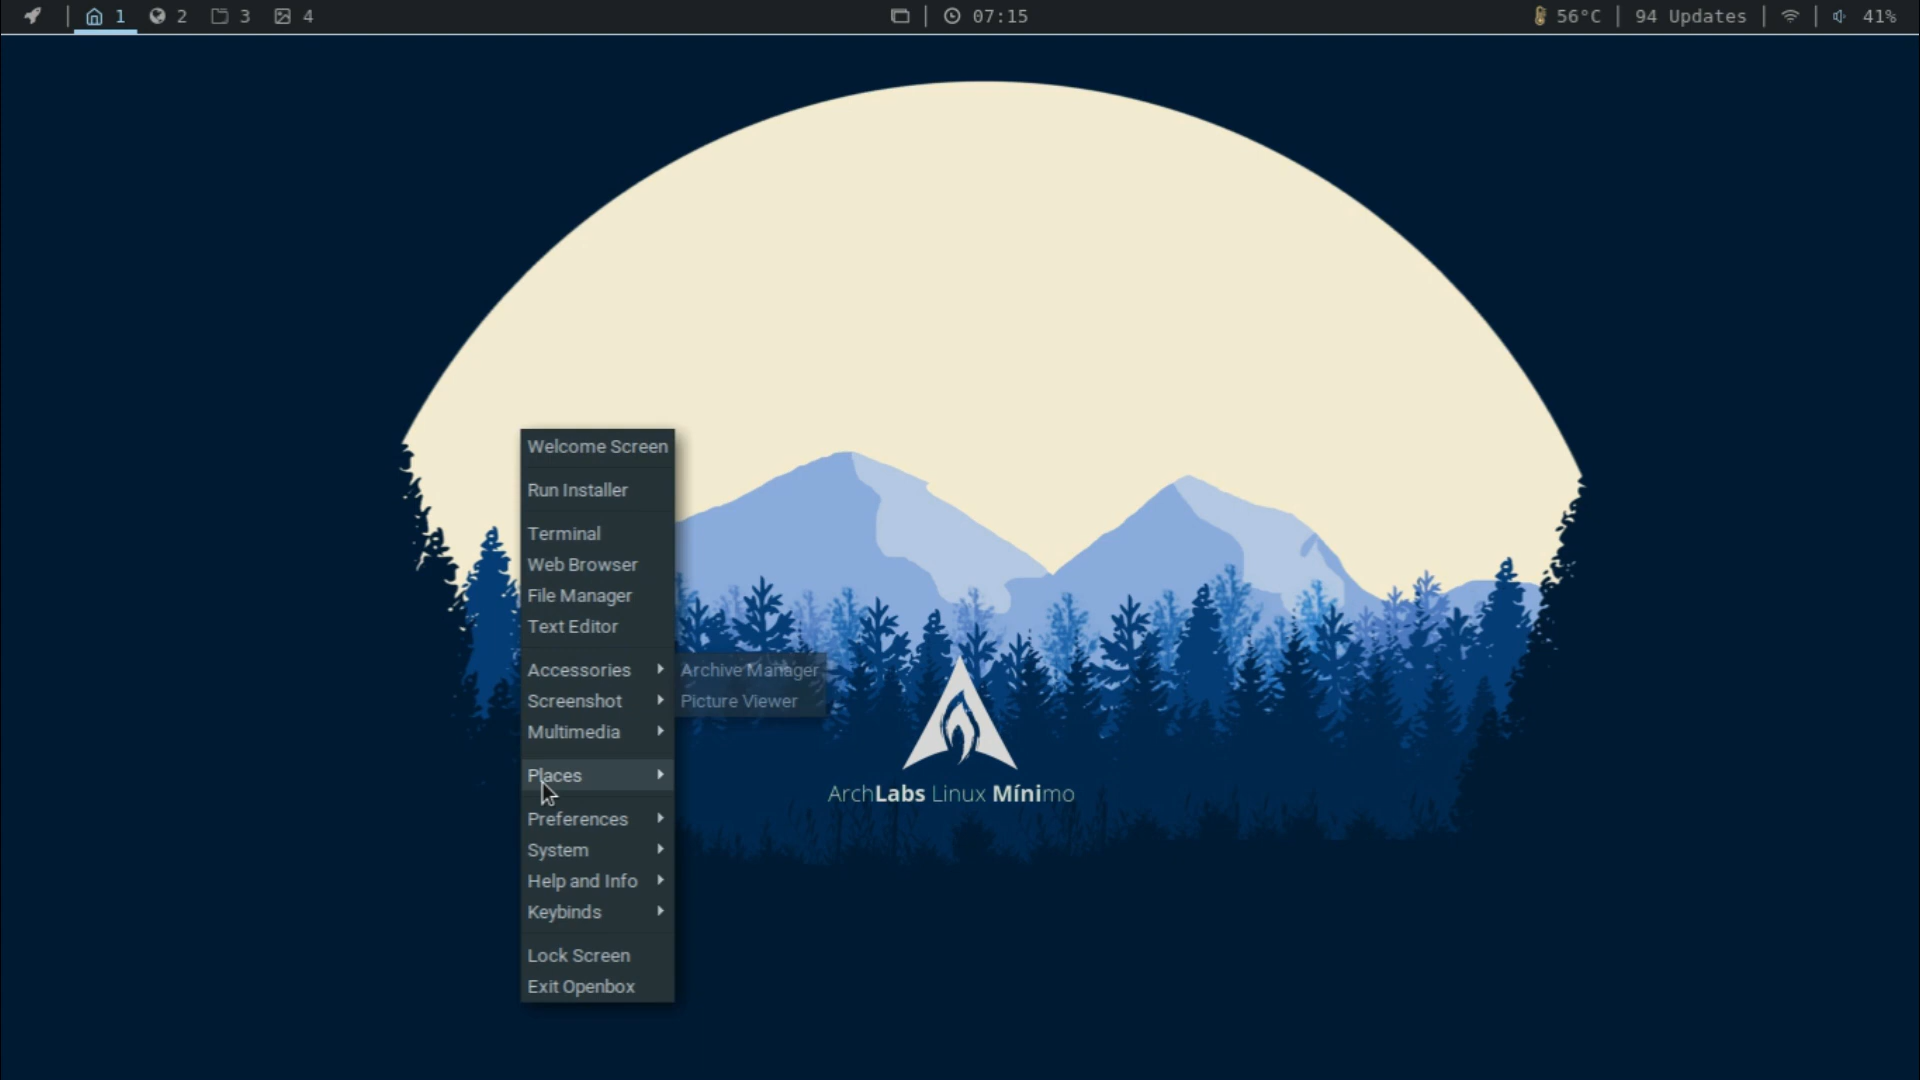 1 2 3 4 07:15 56°C 94 Updates 41%
Welcome Screen
Run Installer
Terminal
Web Browser
File Manager
Text Editor
Accessories Archive Manager
Screenshot Picture Viewer
Multimedia
Places
Preferences
System
Help and Info
Keybinds
Lock Screen
Exit Openbox
ArchLabs Linux Mínimo